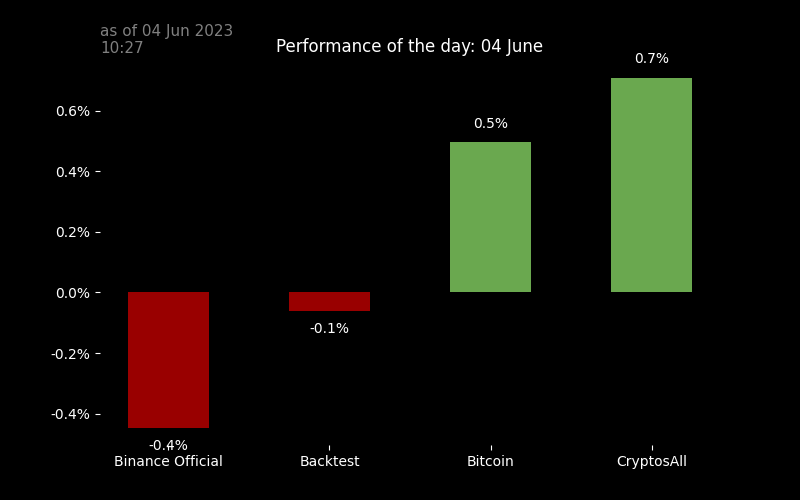 as of 04 Jun 2023
10:27
Performance of the day: 04 June
0.7%
0.6%
0.5%
0.4%
0.2%
0.0%
-0.1%
-0.2%
-0.4%
-0.4%
Binance Official
Backtest
Bitcoin
CryptosAll